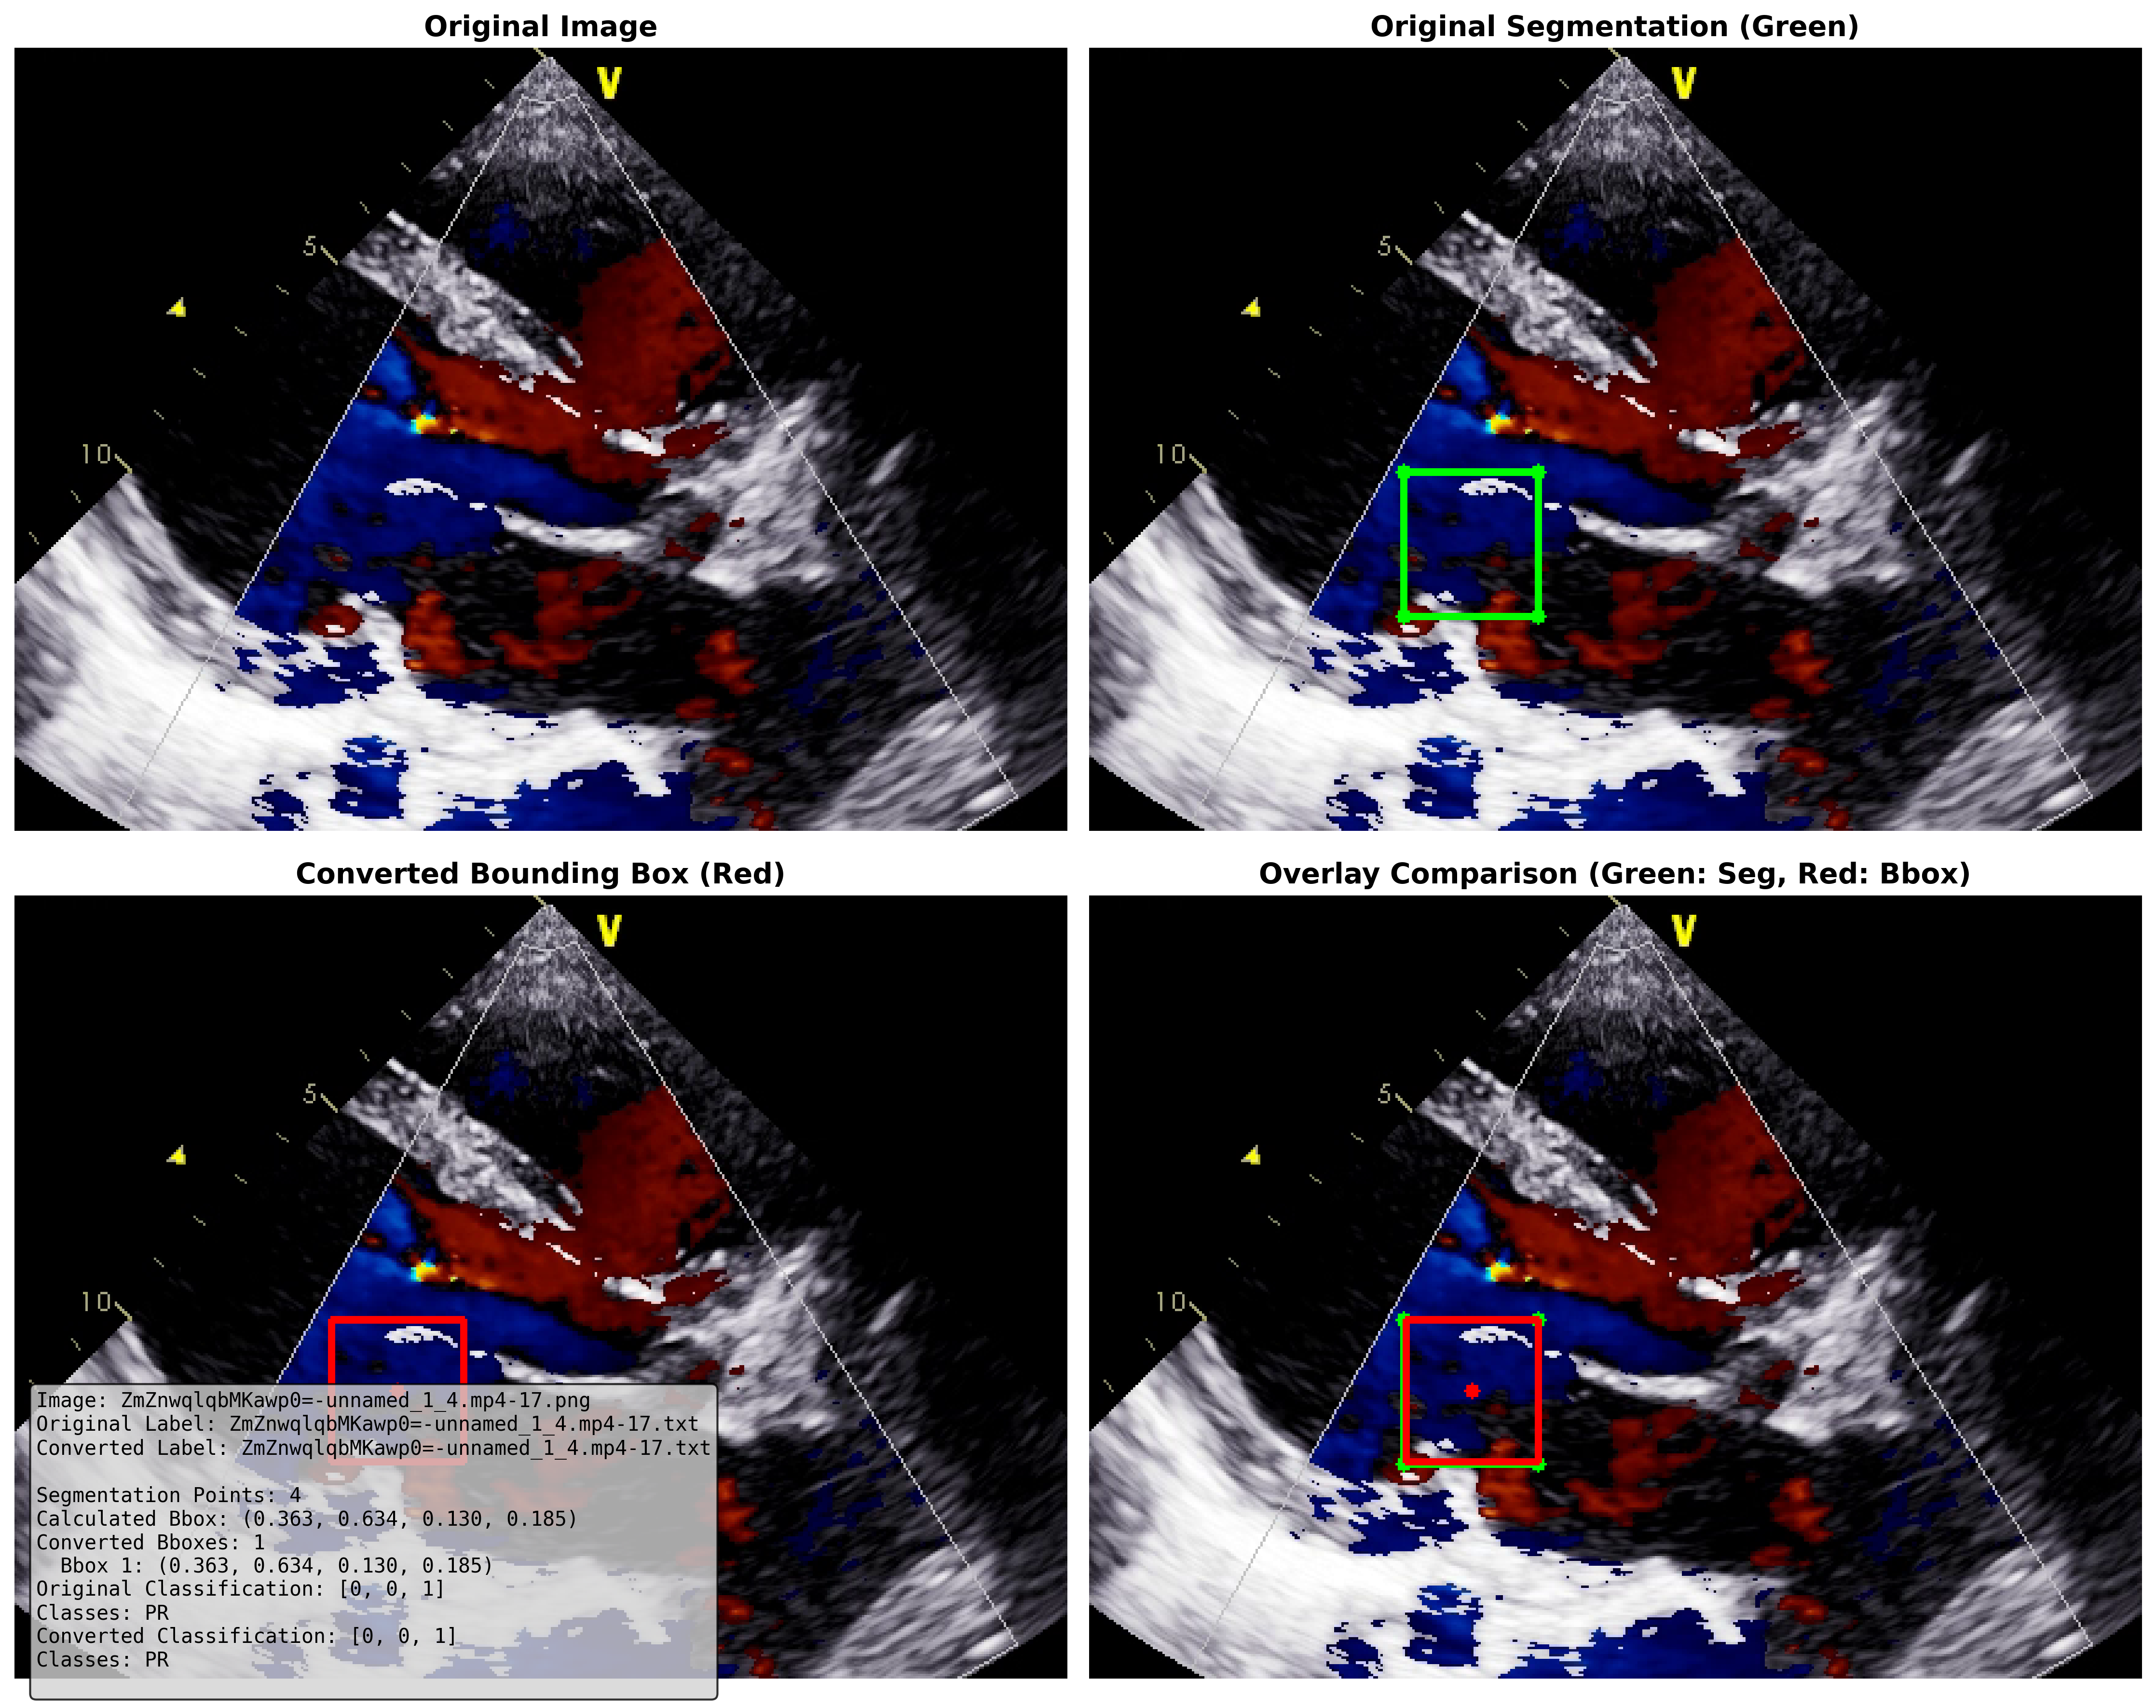 Original Image
Original Segmentation (Green)
V
5
10
V
5
10
Converted Bounding Box (Red)
Overlay Comparison (Green: Seg, Red: Bbox)
V
5
10
V
5
10
Image: ZmZnwqlqbMKawp0=-unnamed_1_4.mp4-17.png
Original Label: ZmZnwqlqbMKawp0=-unnamed_1_4.mp4-17.txt
Converted Label: ZmZnwqlqbMKawp0=-unnamed_1_4.mp4-17.txt
Segmentation Points: 4
Calculated Bbox: (0.363, 0.634, 0.130, 0.185)
Converted Bboxes: 1
Bbox 1: (0.363, 0.634, 0.130, 0.185)
Original Classification: [0, 0, 1]
Classes: PR
Converted Classification: [0, 0, 1]
Classes: PR